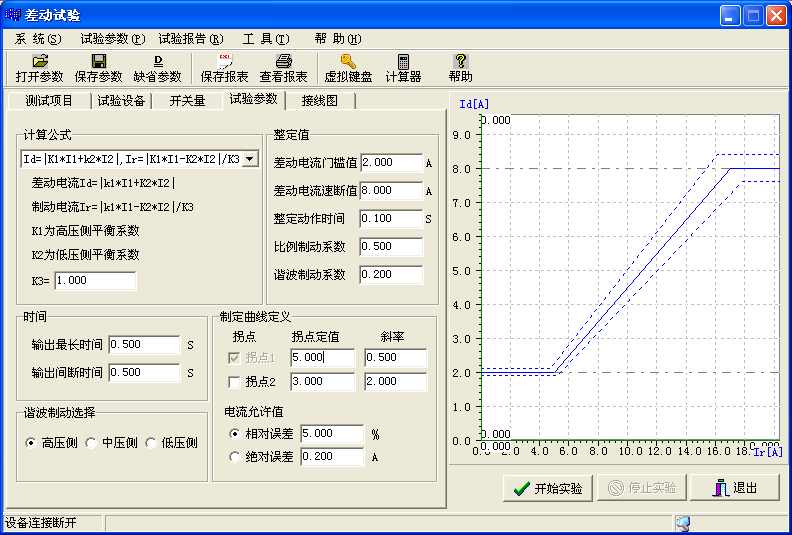 差动试验
系 统(S) 试验参数(P) 试验报告(R) 工 具(T) 帮 助(H)
打开参数 保存参数 缺省参数 保存报表 查看报表 虚拟键盘 计算器 帮助
测试项目 试验设备 开关量 试验参数 接线图
计算公式
Id=|K1*I1+k2*I2|,Ir=|K1*I1-K2*I2|/K3
差动电流Id=|k1*I1+K2*I2|
制动电流Ir=|k1*I1-K2*I2|/K3
K1为高压侧平衡系数
K2为低压侧平衡系数
K3= 1.000
整定值
差动电流门槛值 2.000 A
差动电流速断值 8.000 A
整定动作时间 0.100 S
比例制动系数 0.500
谐波制动系数 0.200
时间
输出最长时间 0.500 S
输出间断时间 0.500 S
谐波制动选择
高压侧 中压侧 低压侧
制定曲线定义
拐点 拐点定值 斜率
拐点1 5.000 0.500
拐点2 3.000 2.000
电流允许值
相对误差 5.000 %
绝对误差 0.200 A
Id[A]
0.000
9.0
8.0
7.0
6.0
5.0
4.0
3.0
2.0
1.0
0.0
0.000
0.000
2.0 4.0 6.0 8.0 10.0 12.0 14.0 16.0 18.0
Ir[A]
开始实验 停止实验 退出
设备连接断开